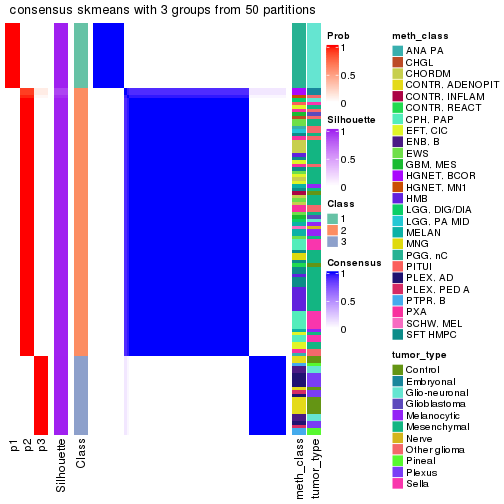 consensus skmeans with 3 groups from 50 partitions
p1
p2
p3
Silhouette
Class
meth_class
tumor_type
Prob
1
0.5
0
Silhouette
1
0.5
0
Class
1
2
3
Consensus
1
0.5
0
meth_class
ANA PA
CHGL
CHORDM
CONTR. ADENOPIT
CONTR. INFLAM
CONTR. REACT
CPH. PAP
EFT. CIC
ENB. B
EWS
GBM. MES
HGNET. BCOR
HGNET. MN1
HMB
LGG. DIG/DIA
LGG. PA MID
MELAN
MNG
PGG. nC
PITUI
PLEX. AD
PLEX. PED A
PTPR. B
PXA
SCHW. MEL
SFT HMPC
tumor_type
Control
Embryonal
Glio-neuronal
Glioblastoma
Melanocytic
Mesenchymal
Nerve
Other glioma
Pineal
Plexus
Sella